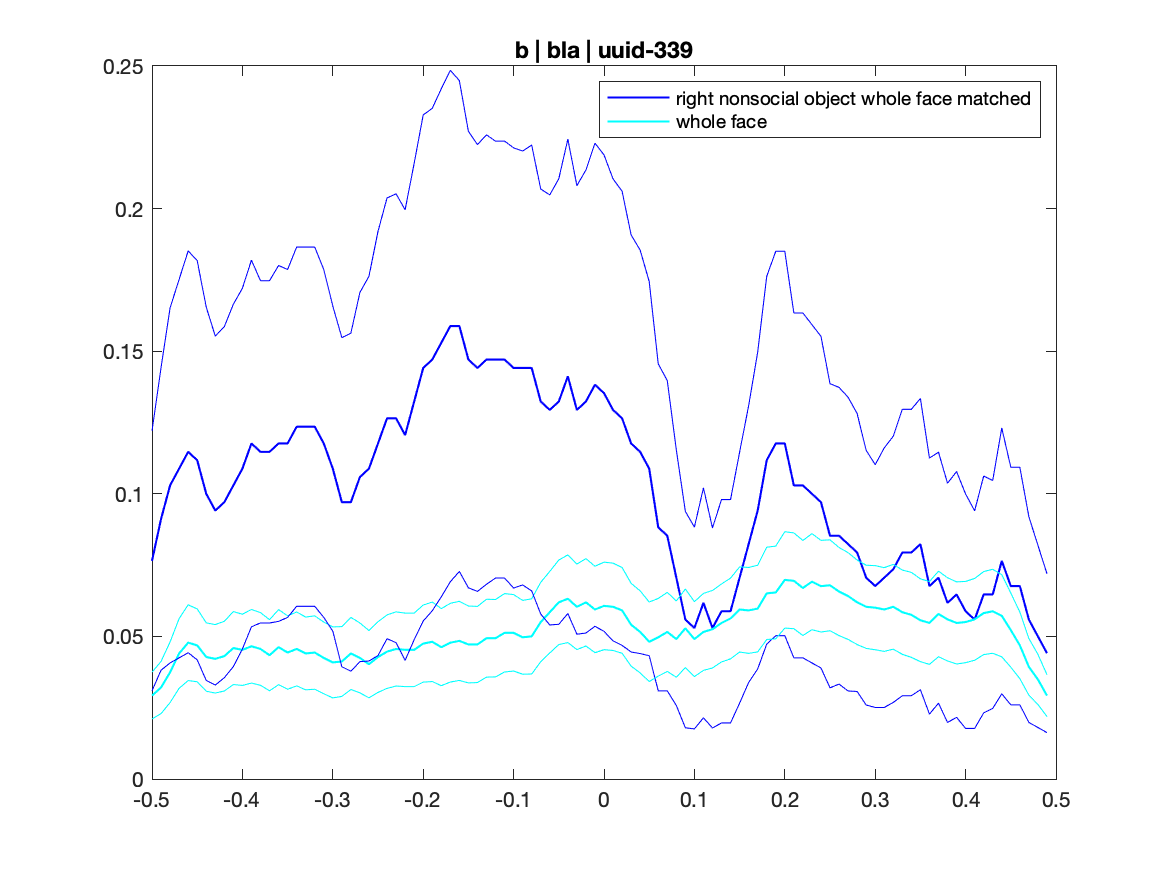 b | bla | uuid-339
right nonsocial object whole face matched
whole face
0.25
0.2
0.15
0.1
0.05
0
-0.5 -0.4 -0.3 -0.2 -0.1 0 0.1 0.2 0.3 0.4 0.5